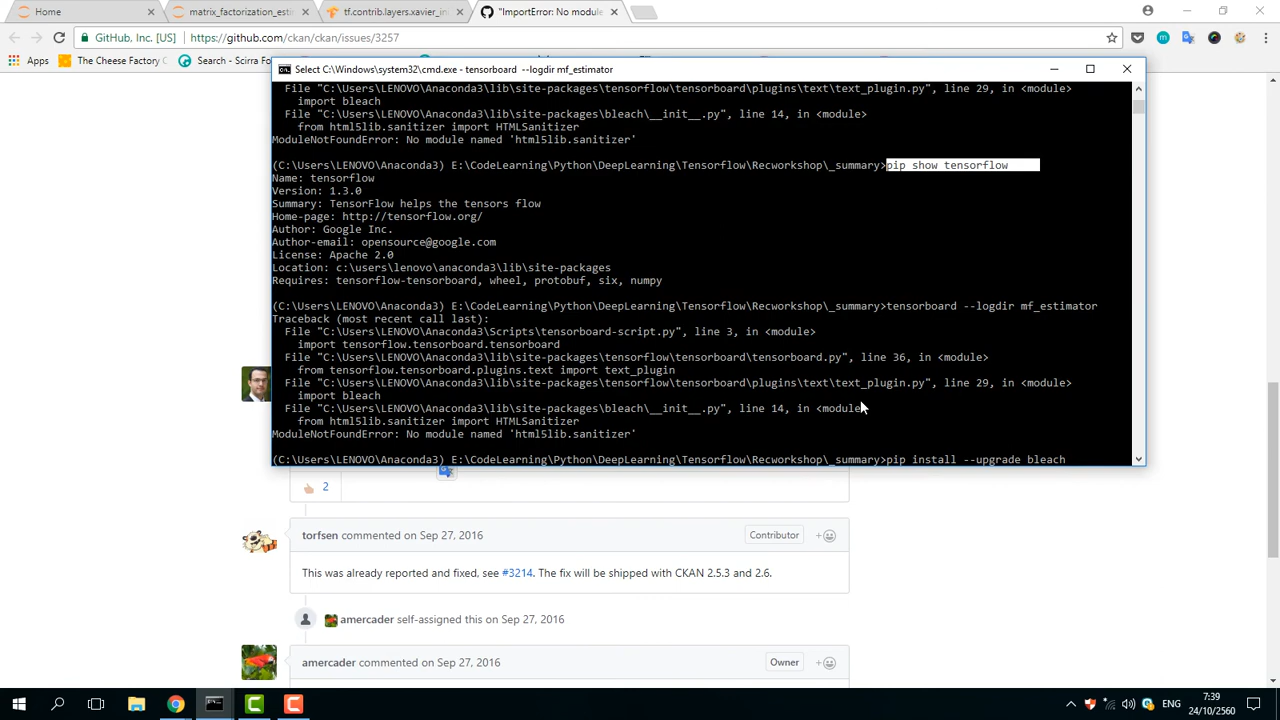 Home
matrix_factorization_esti
tf.contrib.layers.xavier_ini
"ImportError: No module
GitHub, Inc. [US]
https://github.com/ckan/ckan/issues/3257
Apps
The Cheese Factory
Search - Scirra For
Select C:\Windows\system32\cmd.exe - tensorboard --logdir mf_estimator
File "C:\Users\LENOVO\Anaconda3\lib\site-packages\tensorflow\tensorboard\plugins\text\text_plugin.py", line 29, in <module>
import bleach
File "C:\Users\LENOVO\Anaconda3\lib\site-packages\bleach\__init__.py", line 14, in <module>
from html5lib.sanitizer import HTMLSanitizer
ModuleNotFoundError: No module named 'html5lib.sanitizer'
(C:\Users\LENOVO\Anaconda3) E:\CodeLearning\Python\DeepLearning\Tensorflow\Recworkshop\_summary>pip show tensorflow
Name: tensorflow
Version: 1.3.0
Summary: TensorFlow helps the tensors flow
Home-page: http://tensorflow.org/
Author: Google Inc.
Author-email: opensource@google.com
License: Apache 2.0
Location: c:\users\lenovo\anaconda3\lib\site-packages
Requires: tensorflow-tensorboard, wheel, protobuf, six, numpy
(C:\Users\LENOVO\Anaconda3) E:\CodeLearning\Python\DeepLearning\Tensorflow\Recworkshop\_summary>tensorboard --logdir mf_estimator
Traceback (most recent call last):
File "C:\Users\LENOVO\Anaconda3\Scripts\tensorboard-script.py", line 3, in <module>
import tensorflow.tensorboard.tensorboard
File "C:\Users\LENOVO\Anaconda3\lib\site-packages\tensorflow\tensorboard\tensorboard.py", line 36, in <module>
from tensorflow.tensorboard.plugins.text import text_plugin
File "C:\Users\LENOVO\Anaconda3\lib\site-packages\tensorflow\tensorboard\plugins\text\text_plugin.py", line 29, in <module>
import bleach
File "C:\Users\LENOVO\Anaconda3\lib\site-packages\bleach\__init__.py", line 14, in <module
from html5lib.sanitizer import HTMLSanitizer
ModuleNotFoundError: No module named 'html5lib.sanitizer'
(C:\Users\LENOVO\Anaconda3) E:\CodeLearning\Python\DeepLearning\Tensorflow\Recworkshop\_summary>pip install --upgrade bleach
2
torfsen commented on Sep 27, 2016
Contributor
This was already reported and fixed, see #3214. The fix will be shipped with CKAN 2.5.3 and 2.6.
amercader self-assigned this on Sep 27, 2016
amercader commented on Sep 27, 2016
Owner
ENG
7:39
24/10/2560